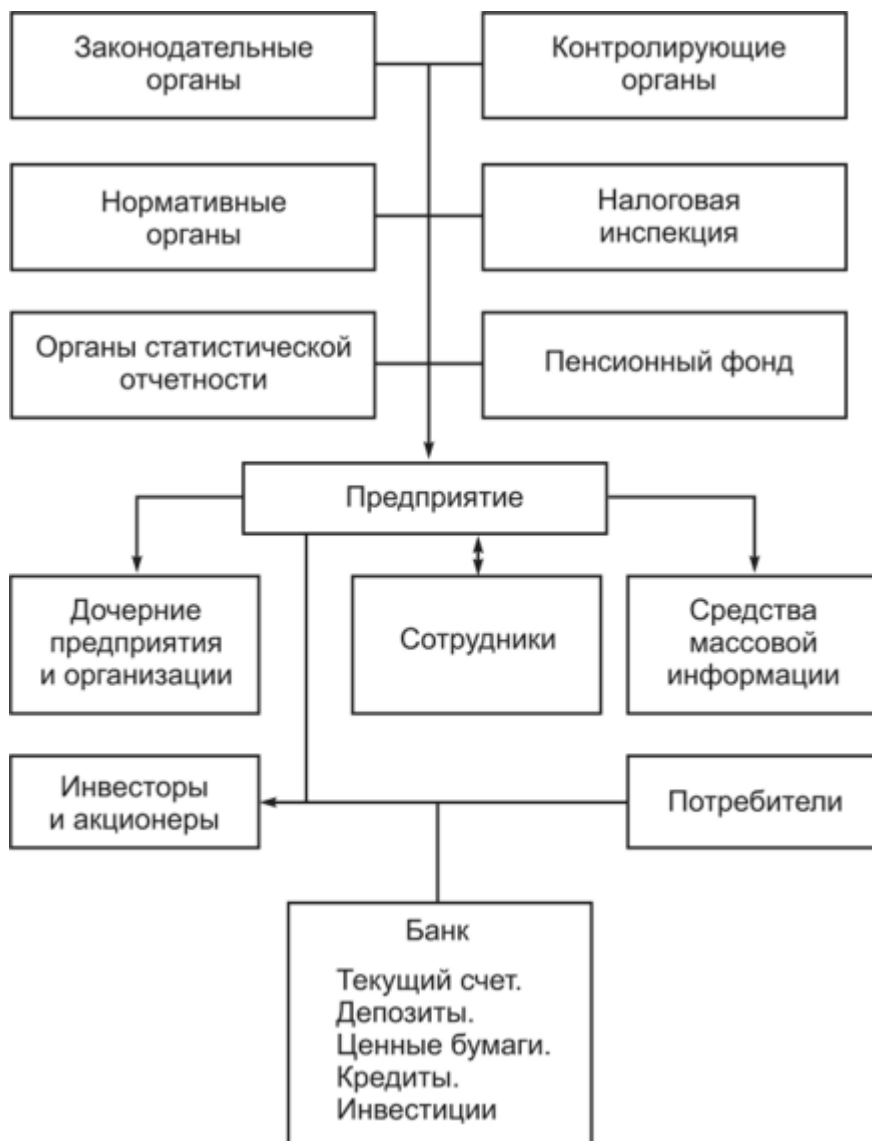 Законодательные
органы
Контролирующие
органы
Нормативные
органы
Налоговая
инспекция
Органы статистической
отчетности
Пенсионный фонд
Предприятие
Дочерние
предприятия
и организации
Сотрудники
Средства
массовой
информации
Инвесторы
и акционеры
Потребители
Банк
Текущий счет.
Депозиты.
Ценные бумаги.
Кредиты.
Инвестиции